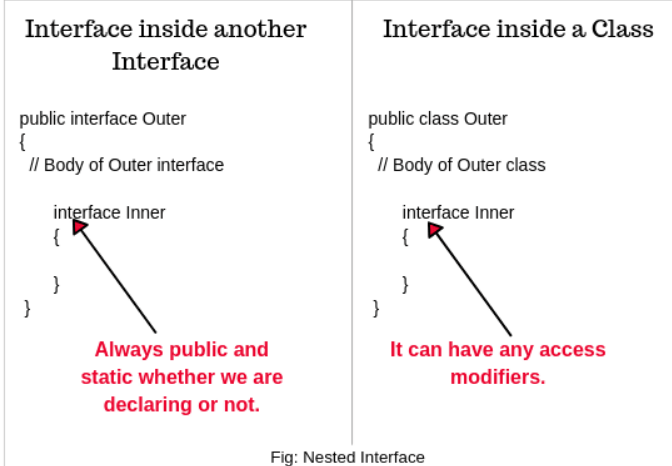 Interface inside another
Interface
public interface Outer
{
// Body of Outer interface
interface Inner
{
}
}
Always public and
static whether we are
declaring or not.
Interface inside a Class
public class Outer
{
// Body of Outer class
interface Inner
{
}
}
It can have any access
modifiers.
Fig: Nested Interface